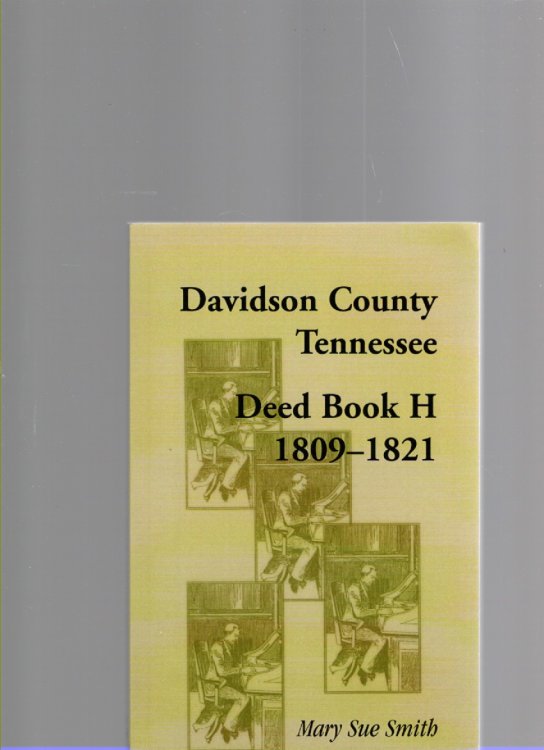 Davidson County
Tennessee
Deed Book H
1809–1821
Mary Sue Smith